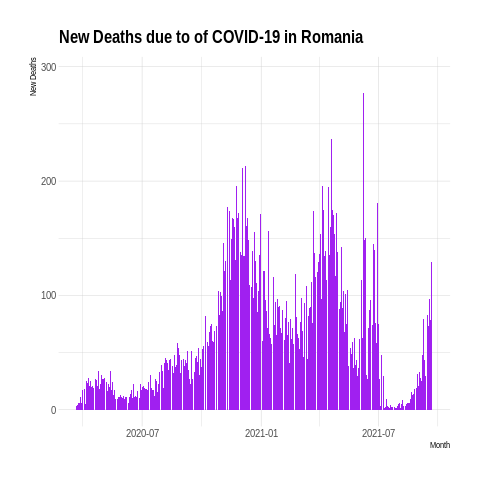 New Deaths due to of COVID-19 in Romania
New Deaths
300
200
100
0
2020-07
2021-01
2021-07
Month